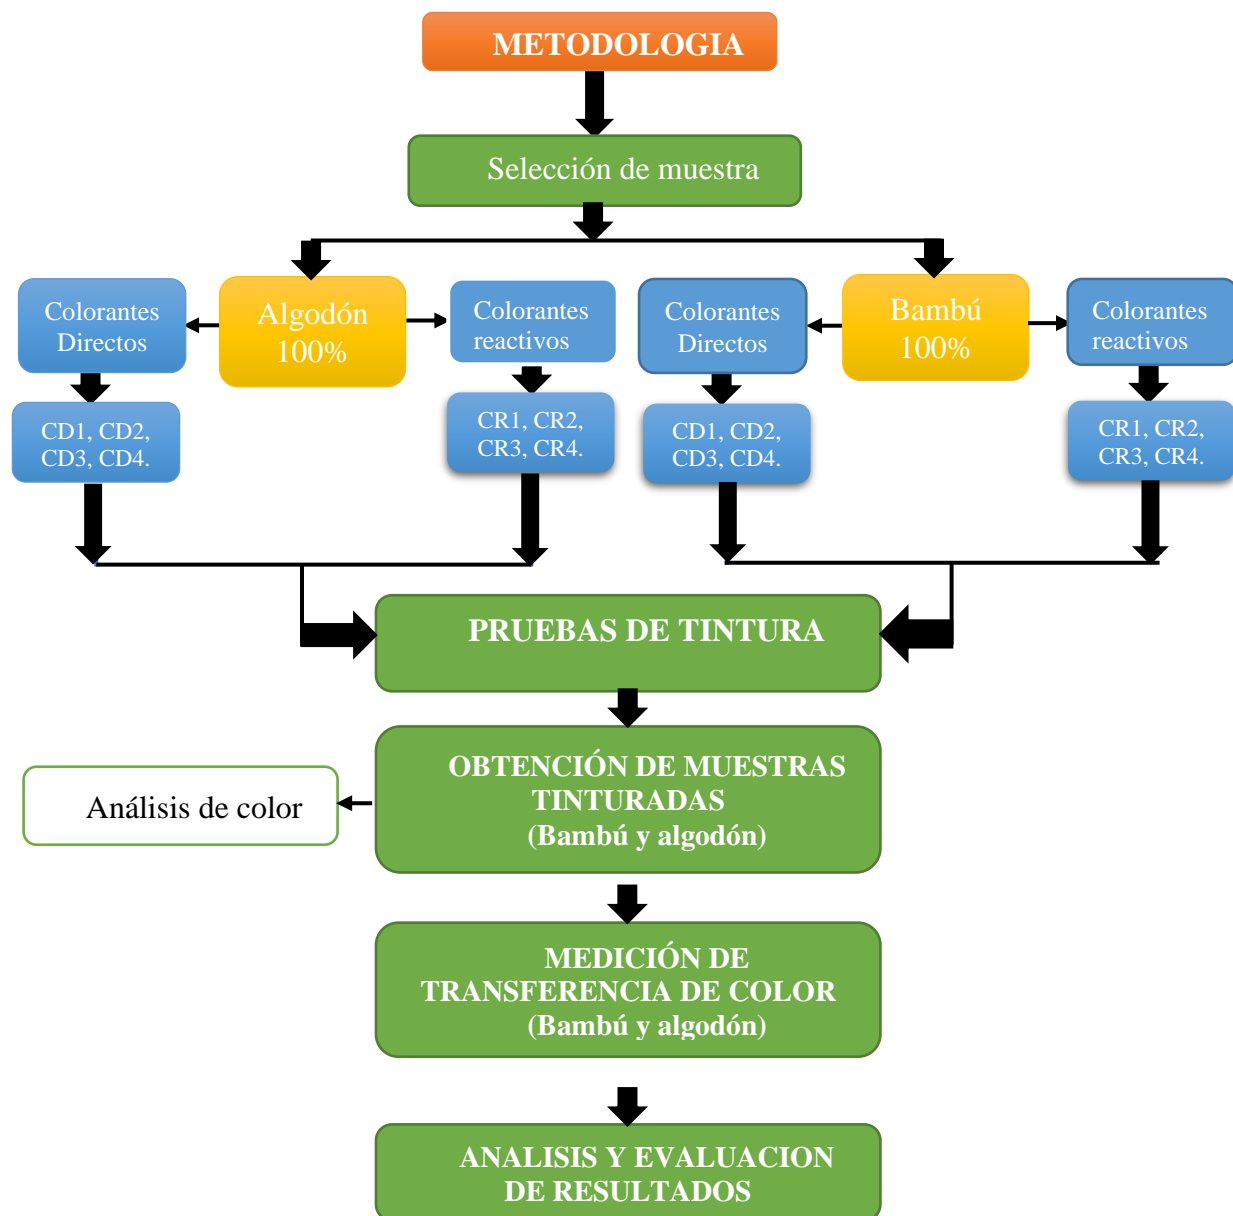 METODOLOGIA
Selección de muestra
Colorantes
Directos
Algodón
100%
Colorantes
reactivos
Colorantes
Directos
Bambú
100%
Colorantes
reactivos
CD1, CD2,
CD3, CD4.
CR1, CR2,
CR3, CR4.
CD1, CD2,
CD3, CD4.
CR1, CR2,
CR3, CR4.
PRUEBAS DE TINTURA
OBTENCIÓN DE MUESTRAS
TINTURADAS
(Bambú y algodón)
Análisis de color
MEDICIÓN DE
TRANSFERENCIA DE COLOR
(Bambú y algodón)
ANALISIS Y EVALUACION
DE RESULTADOS